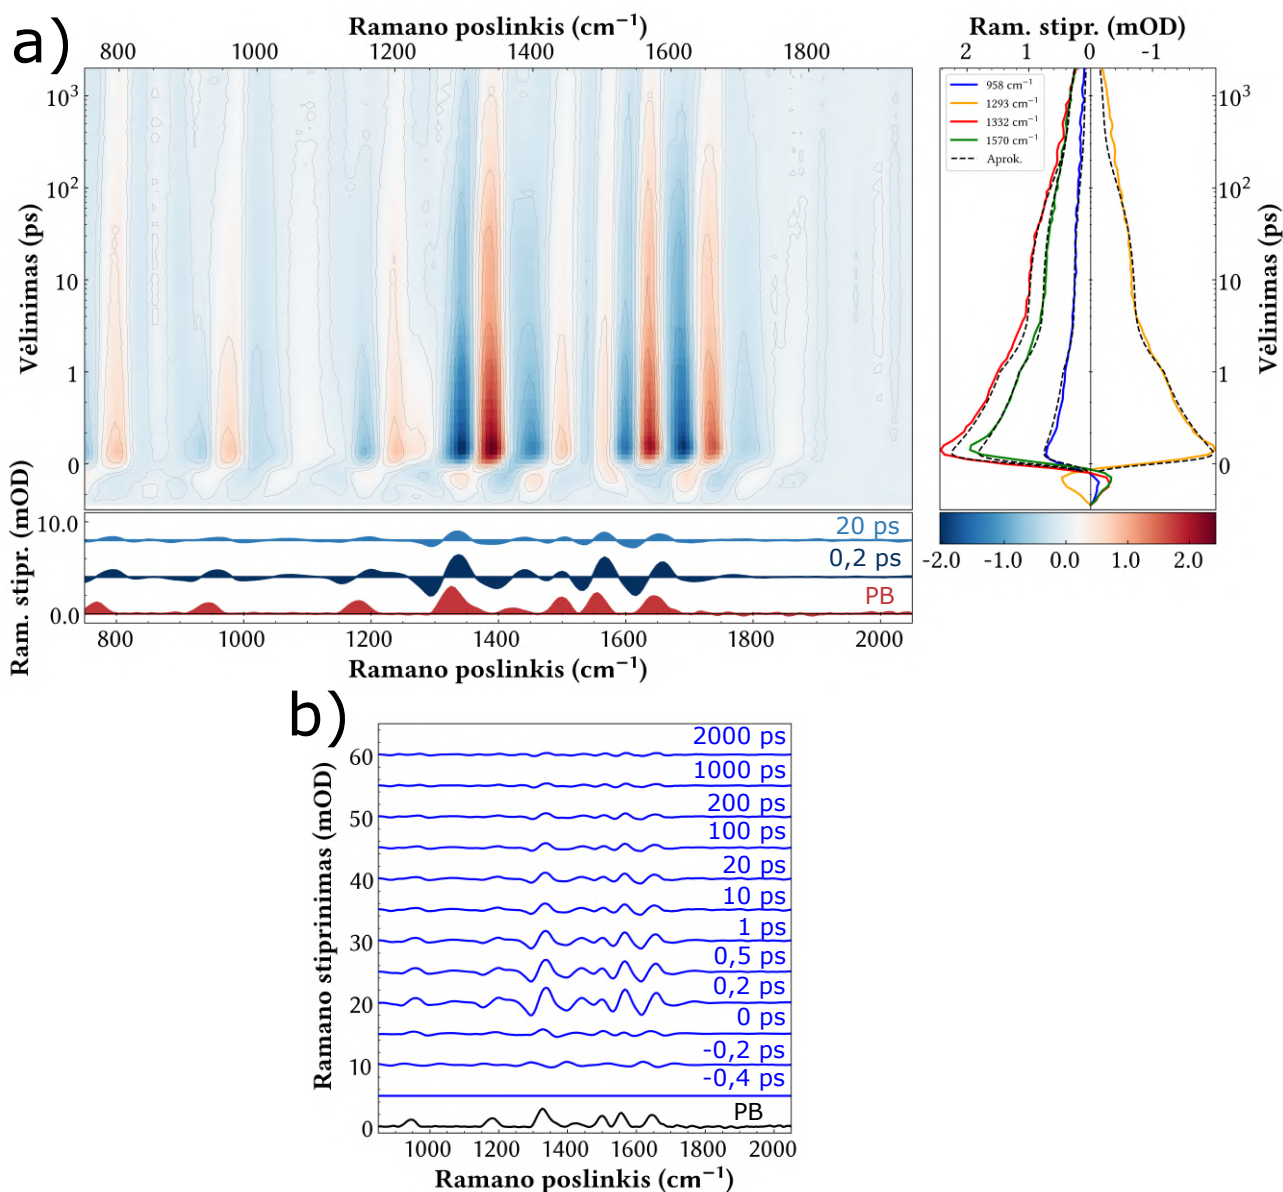 a)
Ramano poslinkis (cm⁻¹)
800 1000 1200 1400 1600 1800
Vėlinimas (ps)
10³
10²
10
1
0
Ram. stipr. (mOD)
2 1 0 -1
958 cm⁻¹
1293 cm⁻¹
1332 cm⁻¹
1570 cm⁻¹
Aprok.
10³
10²
10
1
0
Vėlinimas (ps)
-2.0 -1.0 0.0 1.0 2.0
Ram. stipr. (mOD)
10.0
0.0
20 ps
0,2 ps
PB
800 1000 1200 1400 1600 1800 2000
Ramano poslinkis (cm⁻¹)
b)
Ramano stiprinimas (mOD)
60
50
40
30
20
10
0
2000 ps
1000 ps
200 ps
100 ps
20 ps
10 ps
1 ps
0,5 ps
0,2 ps
0 ps
-0,2 ps
-0,4 ps
PB
1000 1200 1400 1600 1800 2000
Ramano poslinkis (cm⁻¹)